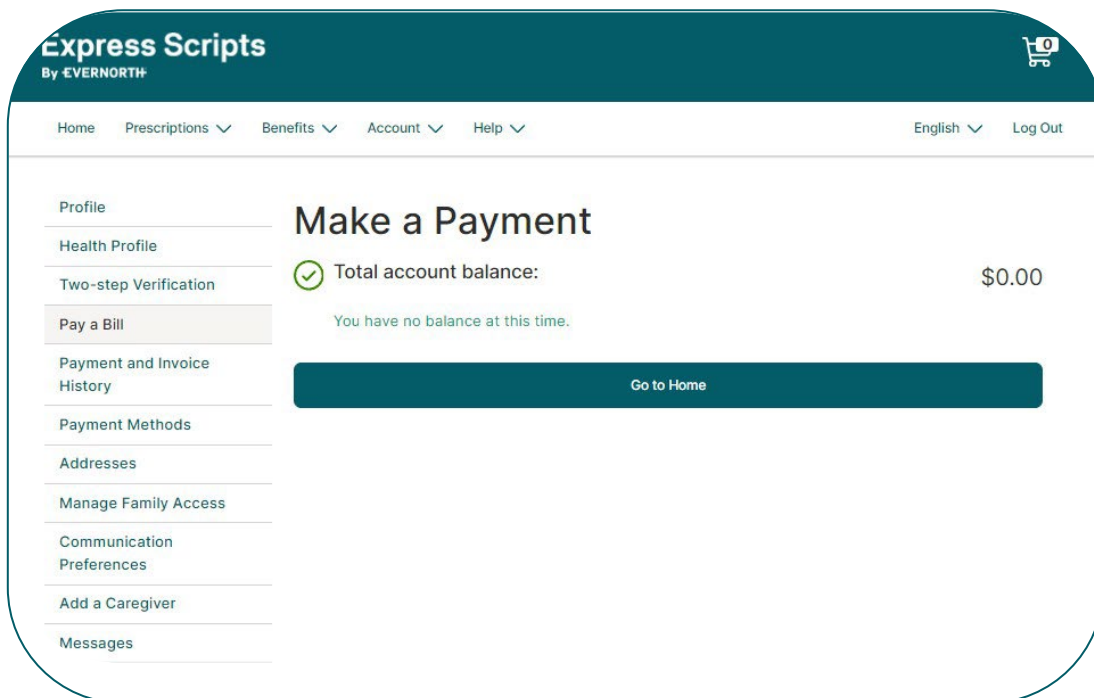 Express Scripts
By EVERNORTH
0
Home Prescriptions Benefits Account Help English Log Out
Profile
Health Profile
Two-step Verification
Pay a Bill
Payment and Invoice
History
Payment Methods
Addresses
Manage Family Access
Communication
Preferences
Add a Caregiver
Messages
Make a Payment
Total account balance: $0.00
You have no balance at this time.
Go to Home